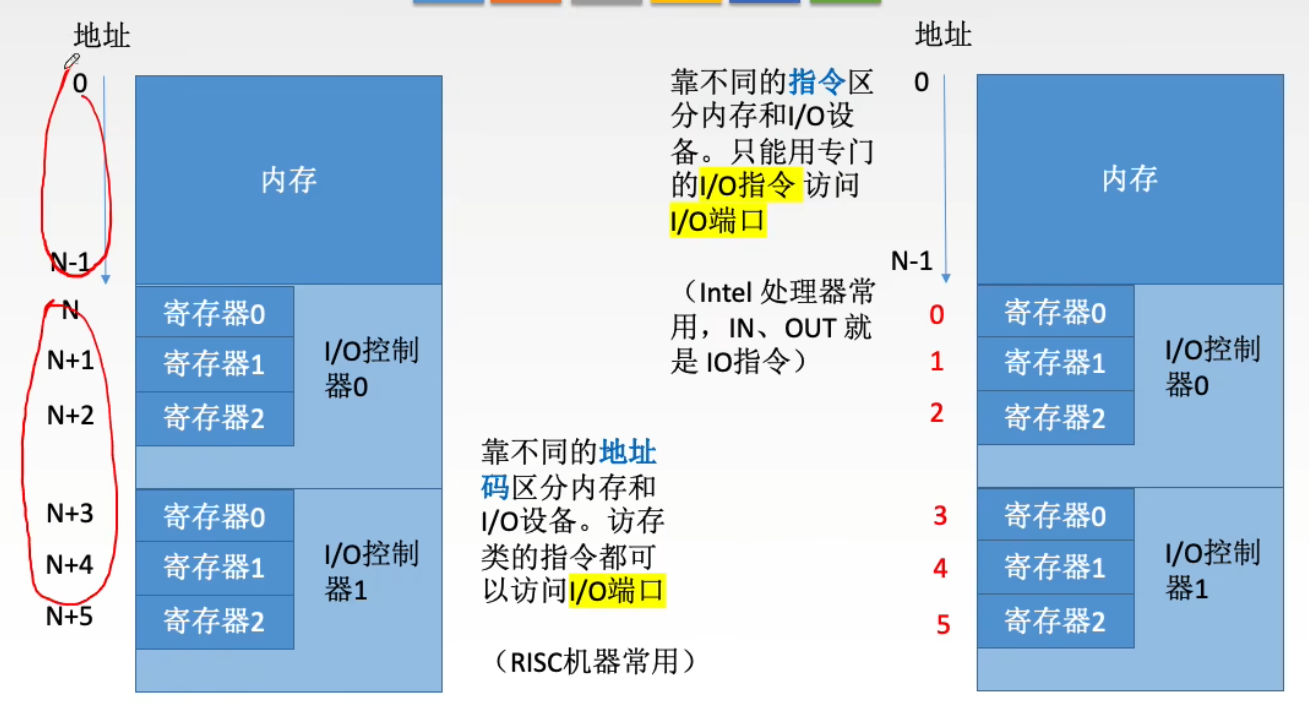 地址
0
N-1
N
N+1
N+2
N+3
N+4
N+5
内存
寄存器0
寄存器1
寄存器2
I/O控制
器0
寄存器0
寄存器1
寄存器2
I/O控制
器1
靠不同的地址
码区分内存和
I/O设备。访存
类的指令都可
以访问I/O端口
（RISC机器常用）
靠不同的指令区
分内存和I/O设
备。只能用专门
的I/O指令 访问
I/O端口
（Intel 处理器常
用，IN、OUT 就
是 IO指令）
地址
0
N-1
0
1
2
3
4
5
内存
寄存器0
寄存器1
寄存器2
I/O控制
器0
寄存器0
寄存器1
寄存器2
I/O控制
器1